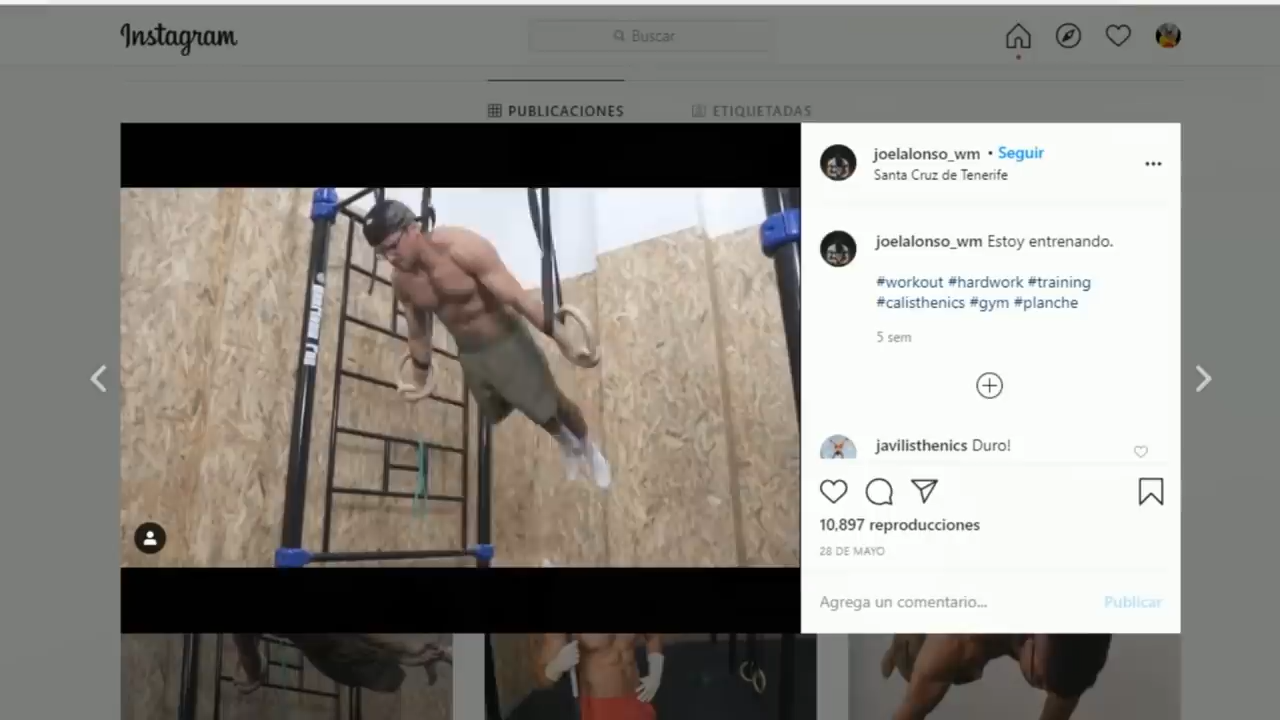 Instagram
Buscar
PUBLICACIONES
ETIQUETADAS
joelalonso_wm • Seguir
Santa Cruz de Tenerife
joelalonso_wm Estoy entrenando.
#workout #hardwork #training
#calisthenics #gym #planche
5 sem
javilisthenics Duro!
10,897 reproducciones
28 DE MAYO
Agrega un comentario...
Publicar